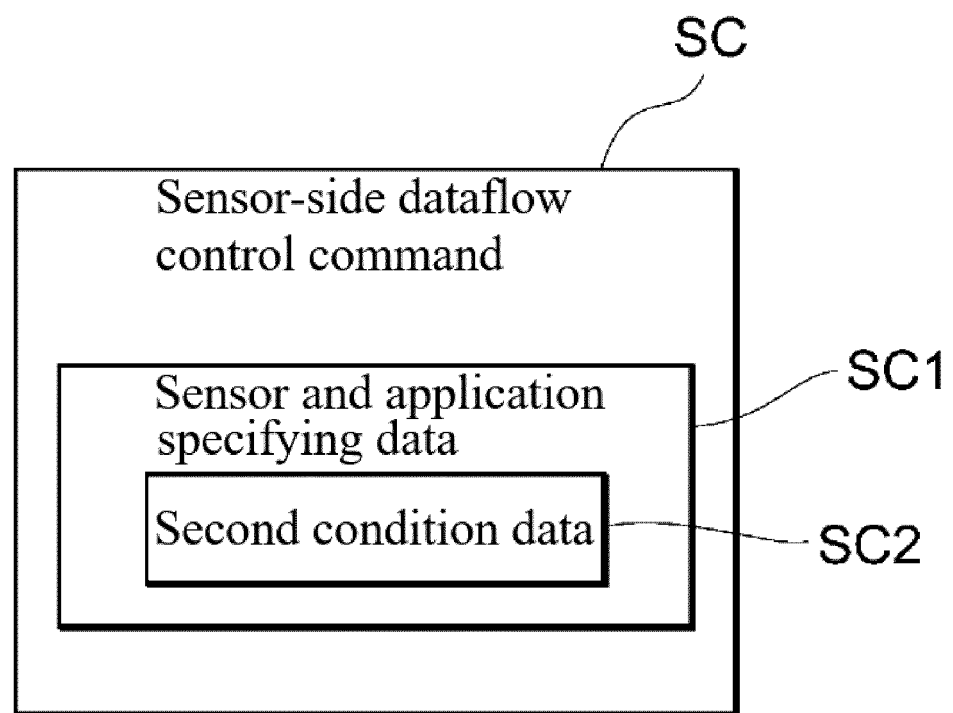 SC
Sensor-side dataflow
control command
Sensor and application
specifying data
SC1
Second condition data
SC2